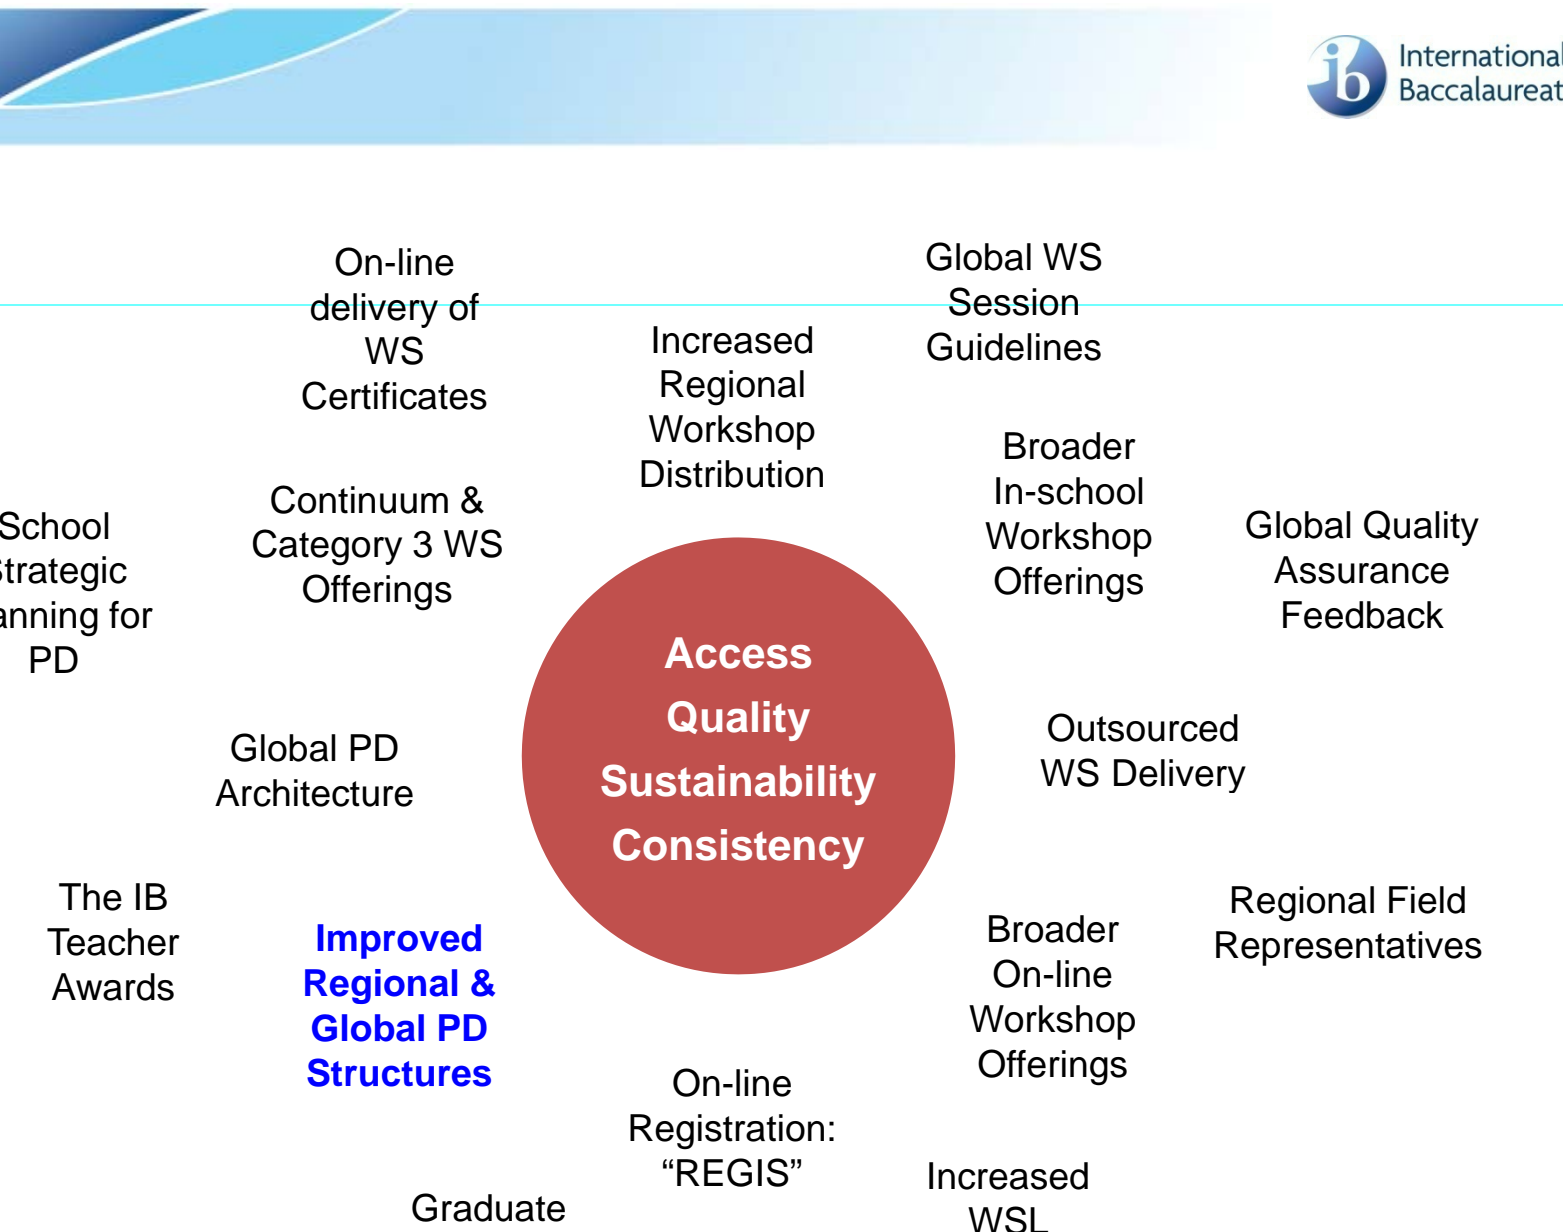 International
Baccalaureat
On-line
delivery of
WS
Certificates
Global WS
Session
Guidelines
Increased
Regional
Workshop
Distribution
Broader
In-school
Workshop
Offerings
Continuum &
Category 3 WS
Offerings
School
trategic
anning for
PD
Global Quality
Assurance
Feedback
Access
Quality
Sustainability
Consistency
Global PD
Architecture
Outsourced
WS Delivery
The IB
Teacher
Awards
Improved
Regional &
Global PD
Structures
Broader
On-line
Workshop
Offerings
Regional Field
Representatives
On-line
Registration:
“REGIS”
Graduate
Increased
WSL